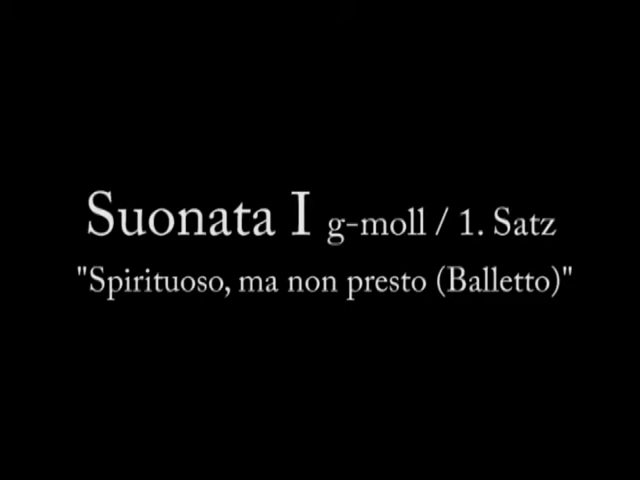 Suonata I g-moll / 1. Satz
"Spirituoso, ma non presto (Balletto)"